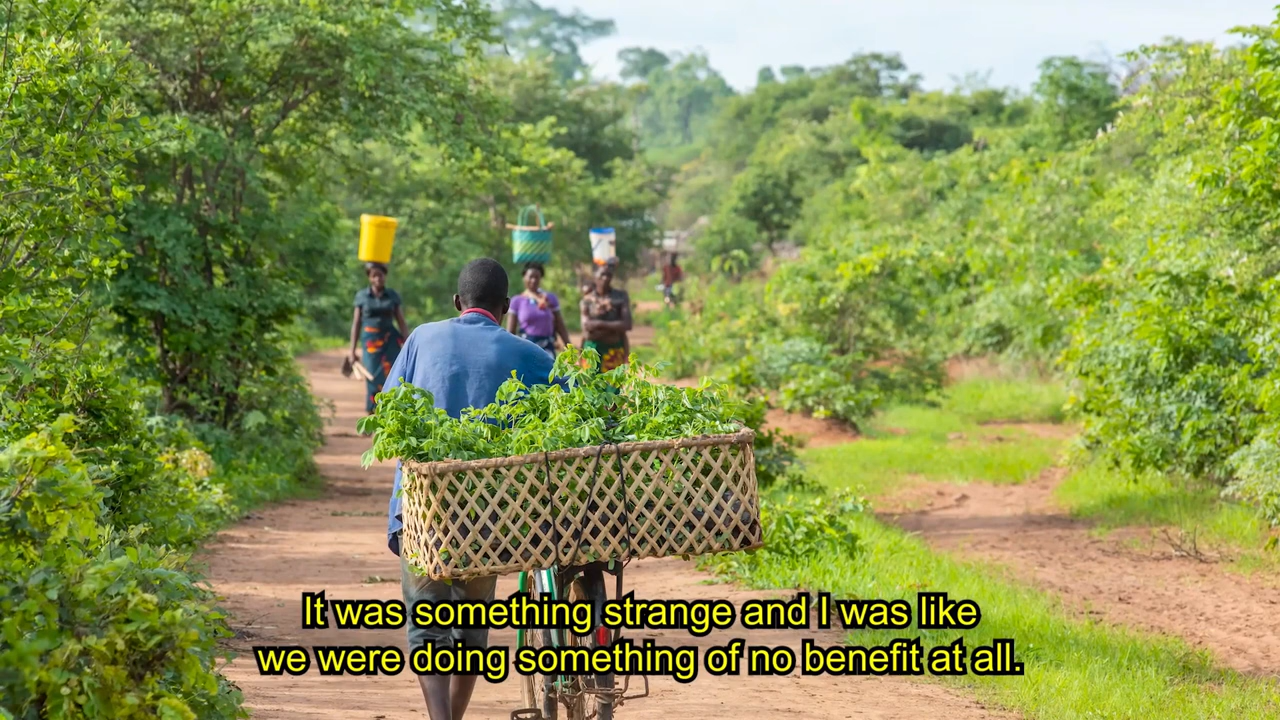 It was something strange and I was like
we were doing something of no benefit at all.